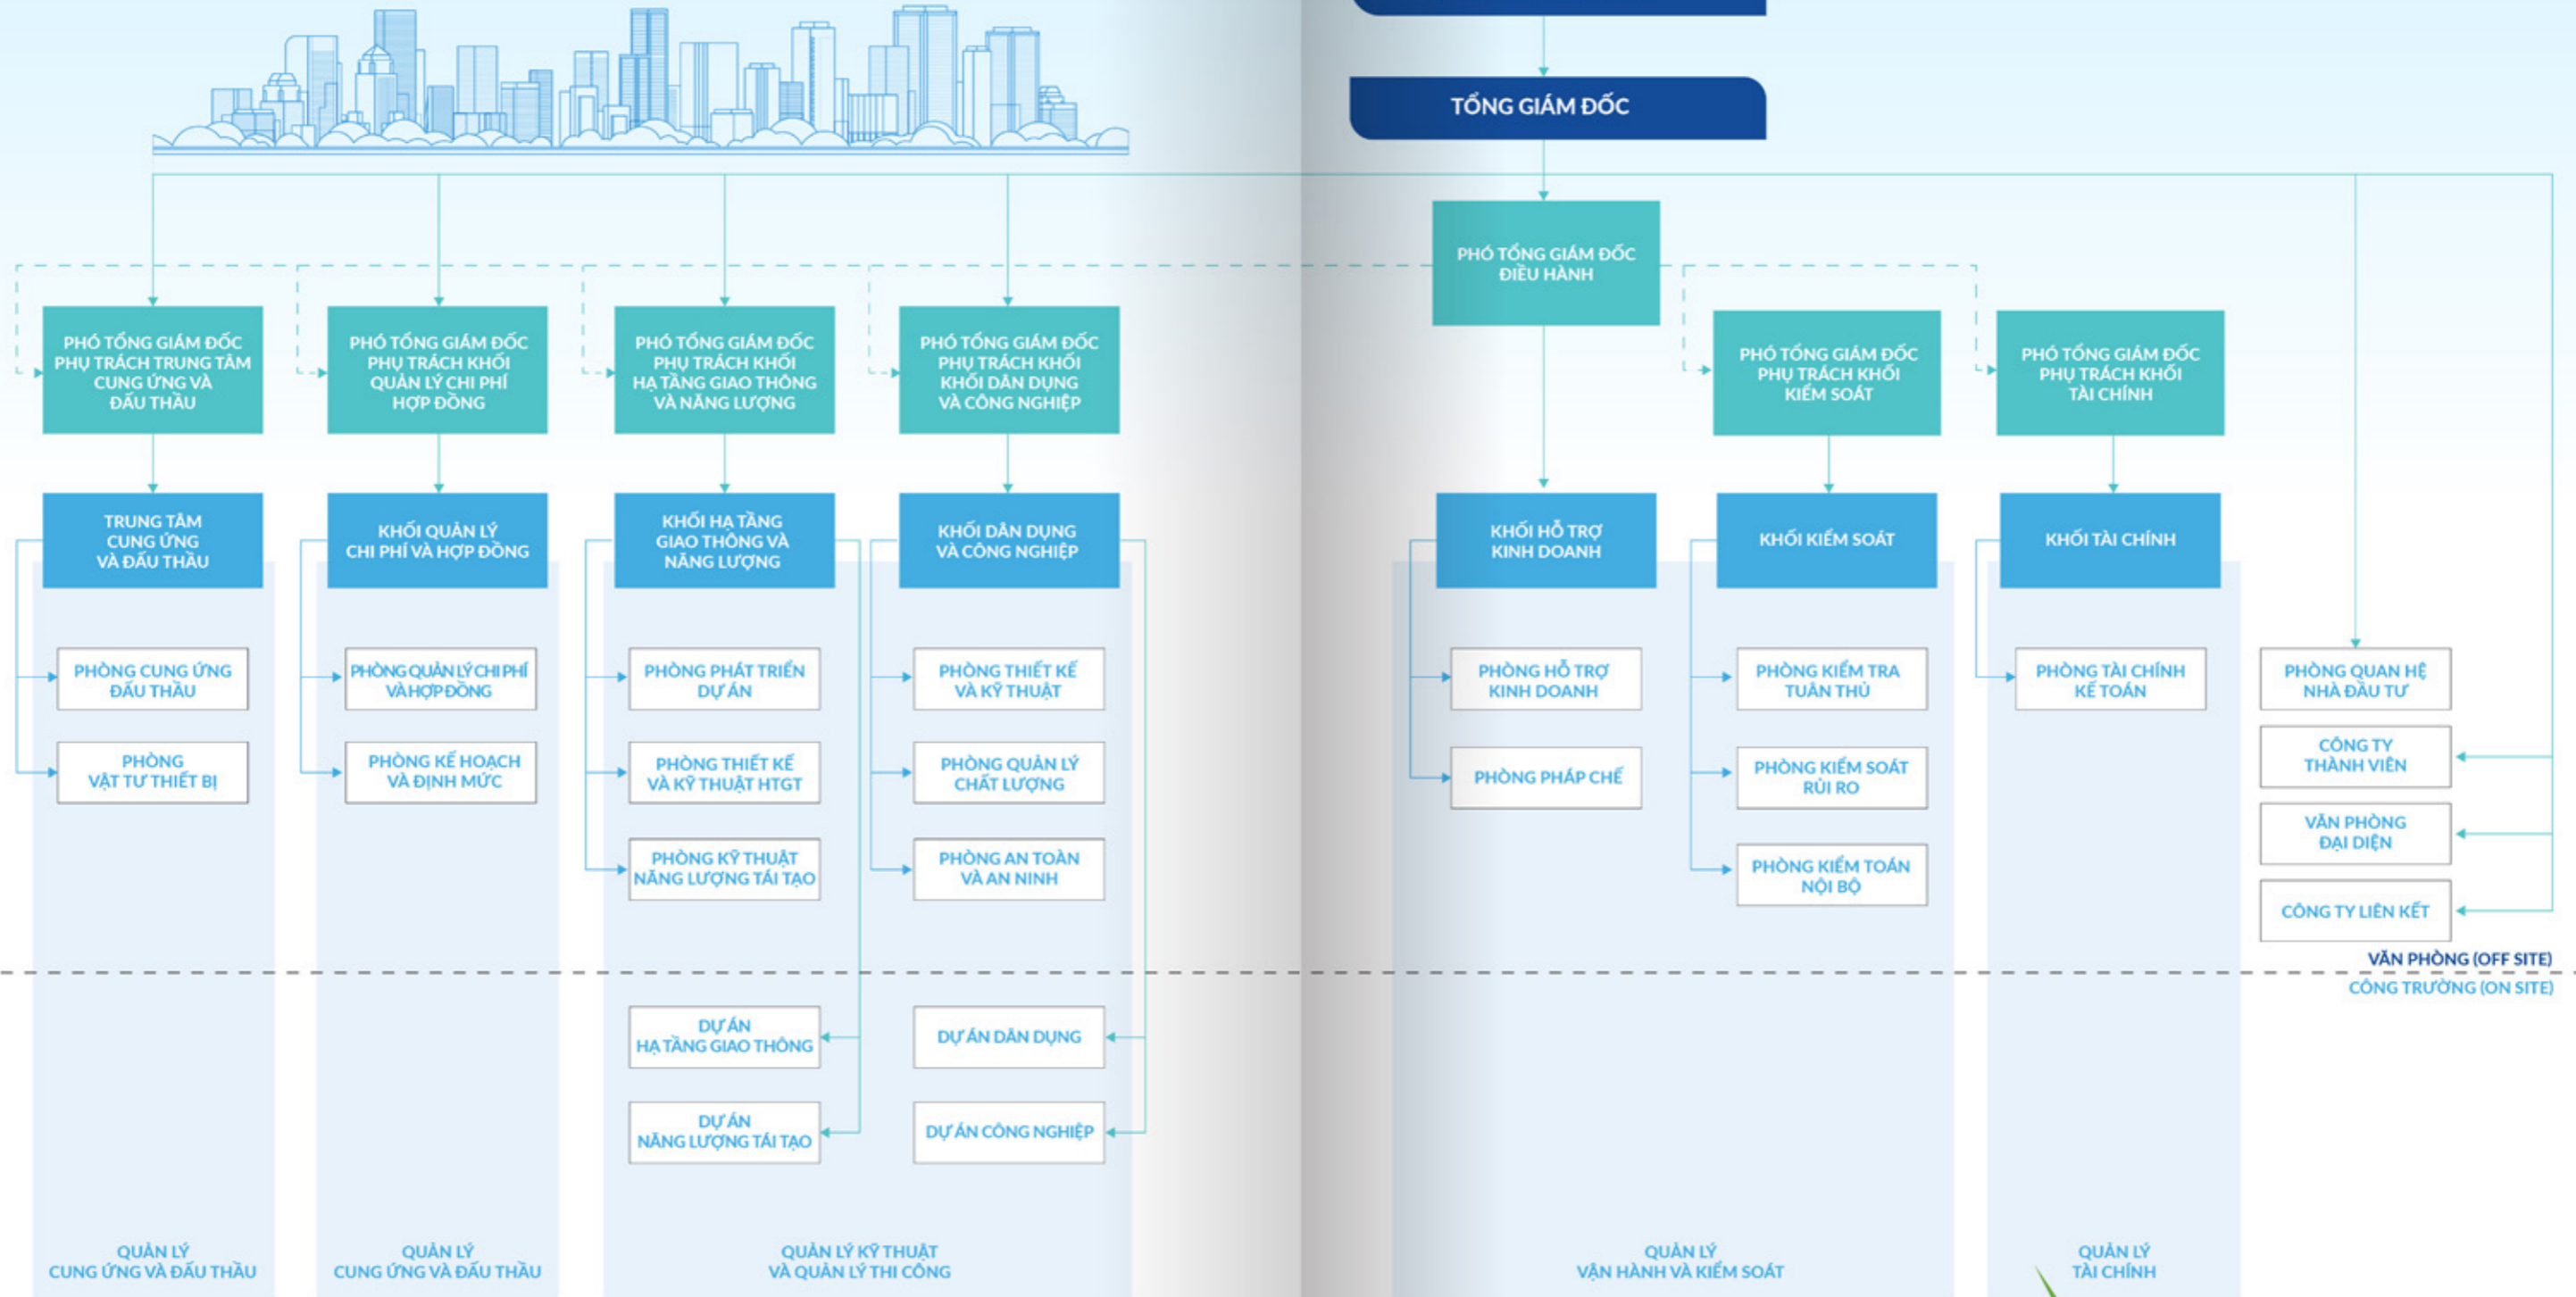 TỔNG GIÁM ĐỐC
PHÓ TỔNG GIÁM ĐỐC
ĐIỀU HÀNH
PHÓ TỔNG GIÁM ĐỐC
PHỤ TRÁCH TRUNG TÂM
CUNG ỨNG VÀ
ĐẤU THẦU
PHÓ TỔNG GIÁM ĐỐC
PHỤ TRÁCH KHỐI
QUẢN LÝ CHI PHÍ
HỢP ĐỒNG
PHÓ TỔNG GIÁM ĐỐC
PHỤ TRÁCH KHỐI
HẠ TẦNG GIAO THÔNG
VÀ NĂNG LƯỢNG
PHÓ TỔNG GIÁM ĐỐC
PHỤ TRÁCH KHỐI
KHỐI DÂN DỤNG
VÀ CÔNG NGHIỆP
PHÓ TỔNG GIÁM ĐỐC
PHỤ TRÁCH KHỐI
KIỂM SOÁT
PHÓ TỔNG GIÁM ĐỐC
PHỤ TRÁCH KHỐI
TÀI CHÍNH
TRUNG TÂM
CUNG ỨNG
VÀ ĐẤU THẦU
KHỐI QUẢN LÝ
CHI PHÍ VÀ HỢP ĐỒNG
KHỐI HẠ TẦNG
GIAO THÔNG VÀ
NĂNG LƯỢNG
KHỐI DÂN DỤNG
VÀ CÔNG NGHIỆP
KHỐI HỖ TRỢ
KINH DOANH
KHỐI KIỂM SOÁT
KHỐI TÀI CHÍNH
PHÒNG CUNG ỨNG
ĐẤU THẦU
PHÒNG QUẢN LÝ CHI PHÍ
VÀ HỢP ĐỒNG
PHÒNG PHÁT TRIỂN
DỰ ÁN
PHÒNG THIẾT KẾ
VÀ KỸ THUẬT
PHÒNG HỖ TRỢ
KINH DOANH
PHÒNG KIỂM TRA
TUÂN THỦ
PHÒNG TÀI CHÍNH
KẾ TOÁN
PHÒNG QUAN HỆ
NHÀ ĐẦU TƯ
PHÒNG
VẬT TƯ THIẾT BỊ
PHÒNG KẾ HOẠCH
VÀ ĐỊNH MỨC
PHÒNG THIẾT KẾ
VÀ KỸ THUẬT HTGT
PHÒNG QUẢN LÝ
CHẤT LƯỢNG
PHÒNG PHÁP CHẾ
PHÒNG KIỂM SOÁT
RỦI RO
CÔNG TY
THÀNH VIÊN
PHÒNG KỸ THUẬT
NĂNG LƯỢNG TÁI TẠO
PHÒNG AN TOÀN
VÀ AN NINH
PHÒNG KIỂM TOÁN
NỘI BỘ
VĂN PHÒNG
ĐẠI DIỆN
CÔNG TY LIÊN KẾT
VĂN PHÒNG (OFF SITE)
CÔNG TRƯỜNG (ON SITE)
DỰ ÁN
HẠ TẦNG GIAO THÔNG
DỰ ÁN DÂN DỤNG
DỰ ÁN
NĂNG LƯỢNG TÁI TẠO
DỰ ÁN CÔNG NGHIỆP
QUẢN LÝ
CUNG ỨNG VÀ ĐẤU THẦU
QUẢN LÝ
CUNG ỨNG VÀ ĐẤU THẦU
QUẢN LÝ KỸ THUẬT
VÀ QUẢN LÝ THI CÔNG
QUẢN LÝ
VẬN HÀNH VÀ KIỂM SOÁT
QUẢN LÝ
TÀI CHÍNH